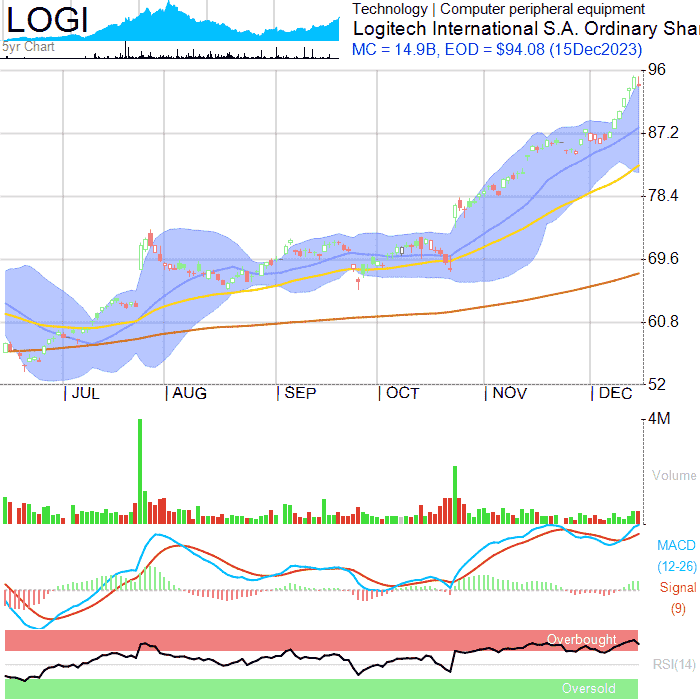 LOGI
5yr Chart
Technology | Computer peripheral equipment
Logitech International S.A. Ordinary Shar
MC = 14.9B, EOD = $94.08 (15Dec2023)
96
87.2
78.4
69.6
60.8
52
JUL AUG SEP OCT NOV DEC
4M
Volume
MACD
(12-26)
Signal
(9)
Overbought
RSI(14)
Oversold